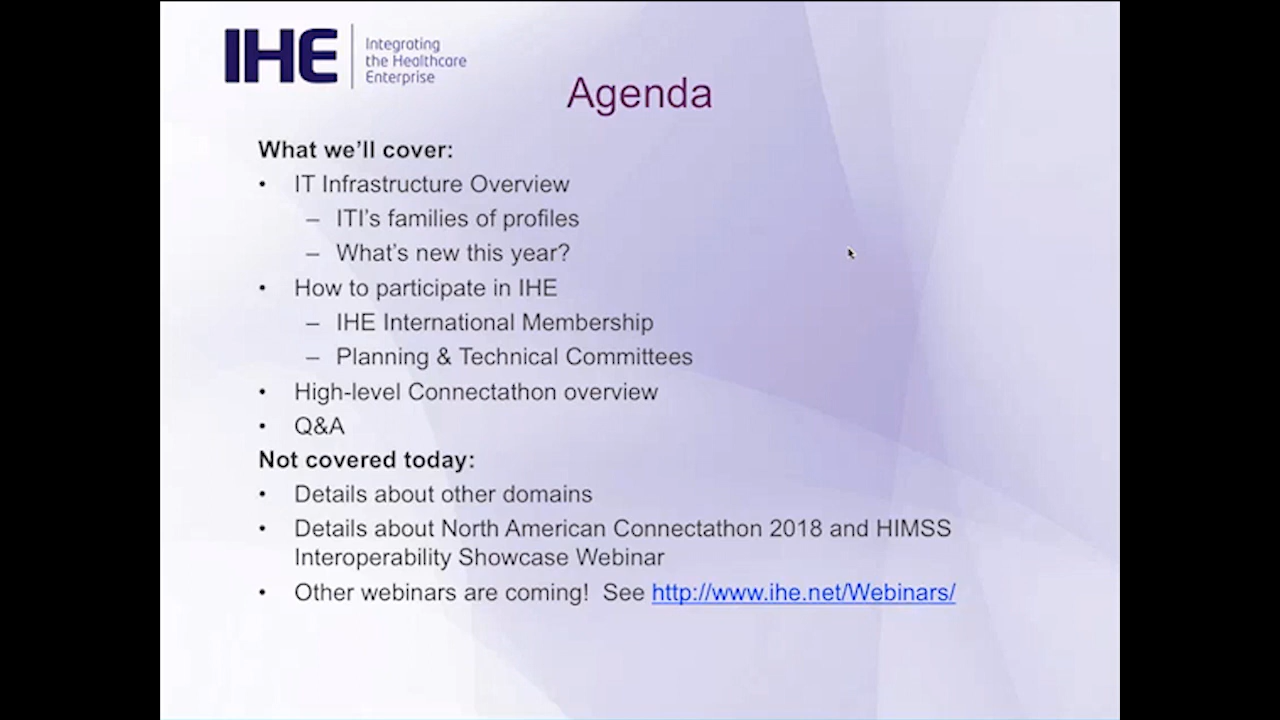 IHE
Integrating
the Healthcare
Enterprise
Agenda
What we'll cover:
• IT Infrastructure Overview
– ITI's families of profiles
– What's new this year?
• How to participate in IHE
– IHE International Membership
– Planning & Technical Committees
• High-level Connectathon overview
• Q&A
Not covered today:
• Details about other domains
• Details about North American Connectathon 2018 and HIMSS
Interoperability Showcase Webinar
• Other webinars are coming!  See http://www.ihe.net/Webinars/